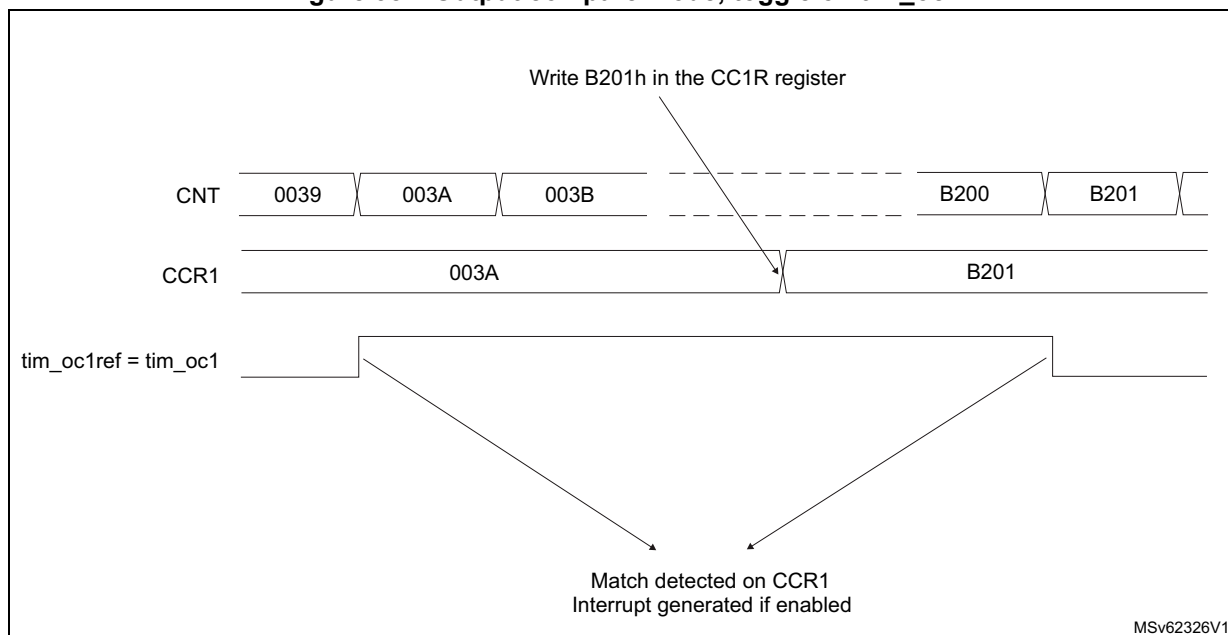 Write B201h in the CC1R register
CNT 0039 003A 003B B200 B201
CCR1 003A B201
tim_oc1ref = tim_oc1
Match detected on CCR1
Interrupt generated if enabled
MSv62326V1